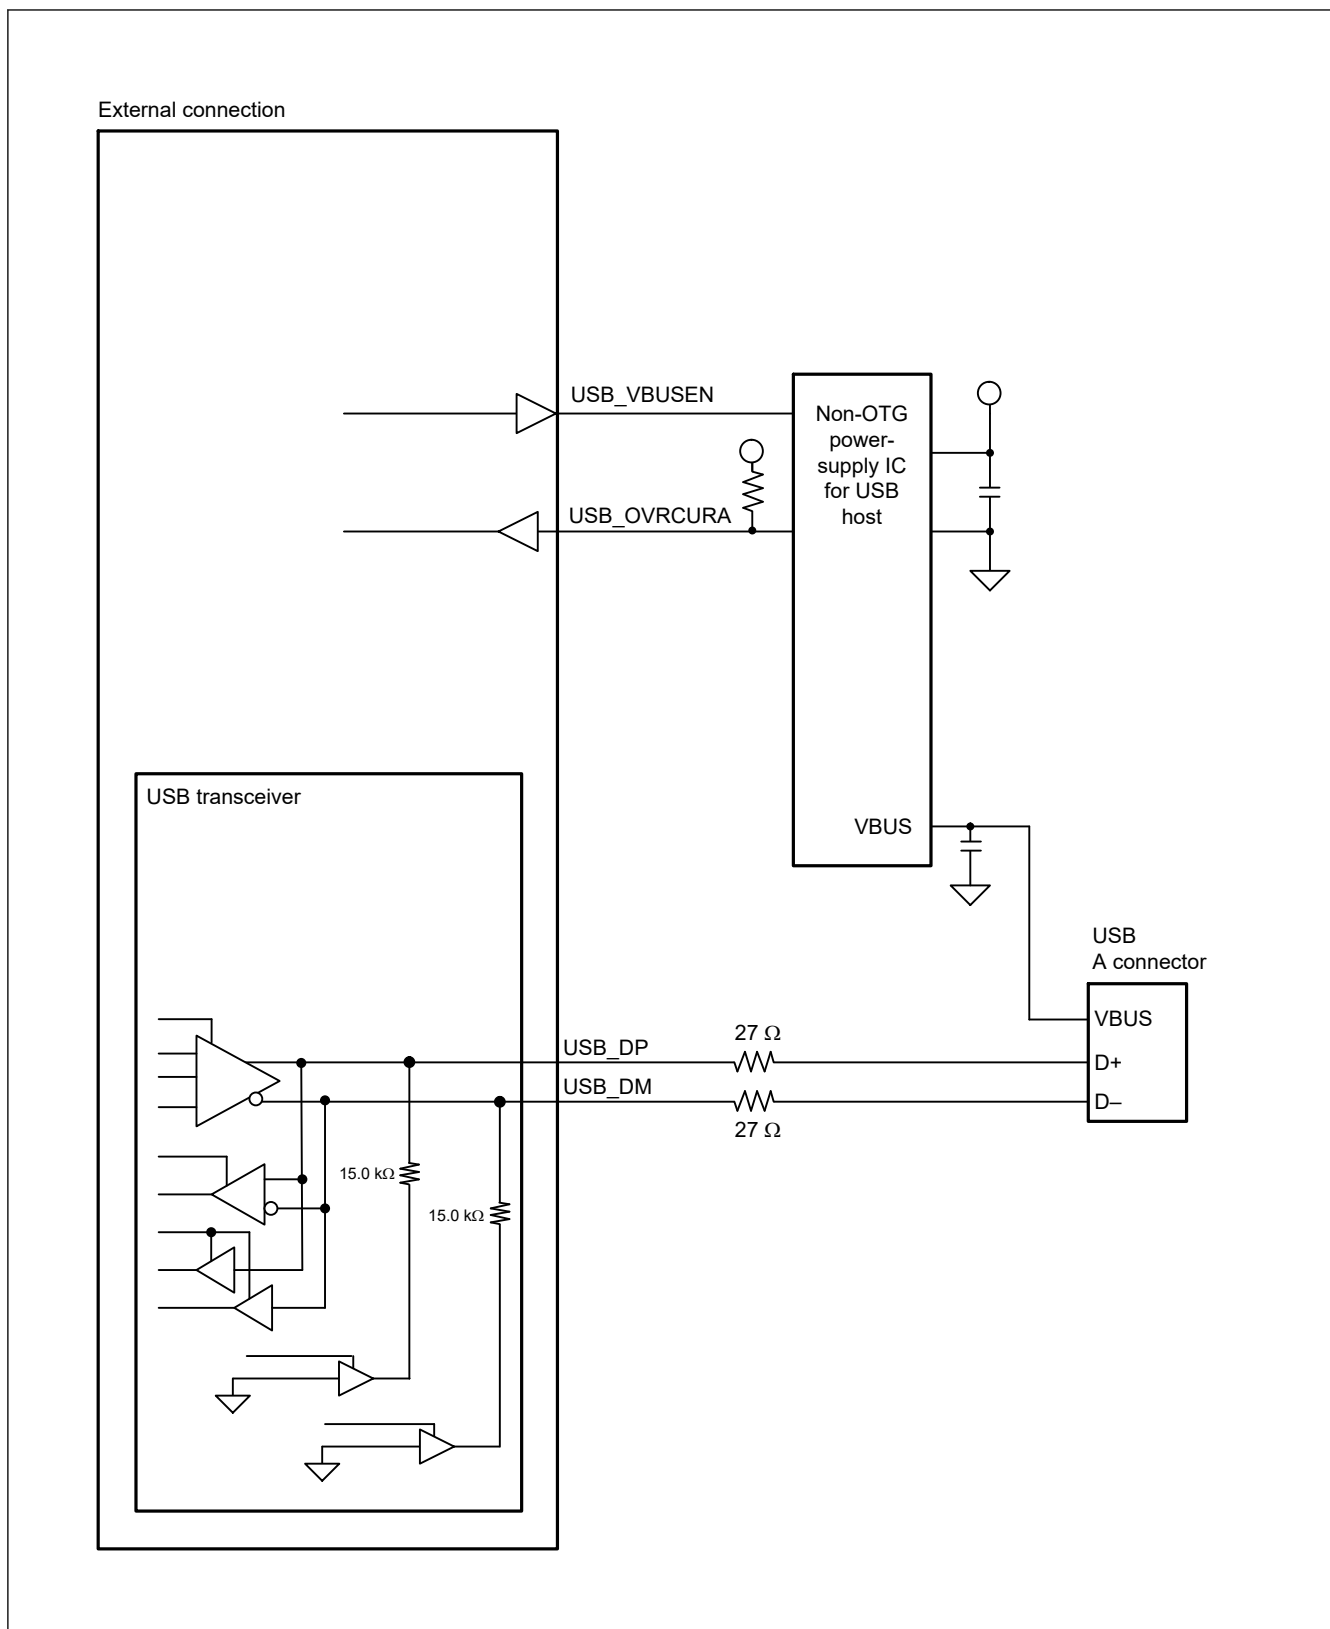 External connection
USB_VBUSEN
USB_OVRCURA
Non-OTG
power-
supply IC
for USB
host
USB transceiver
VBUS
USB
A connector
VBUS
27 Ω
USB_DP
D+
USB_DM
D–
27 Ω
15.0 kΩ
15.0 kΩ